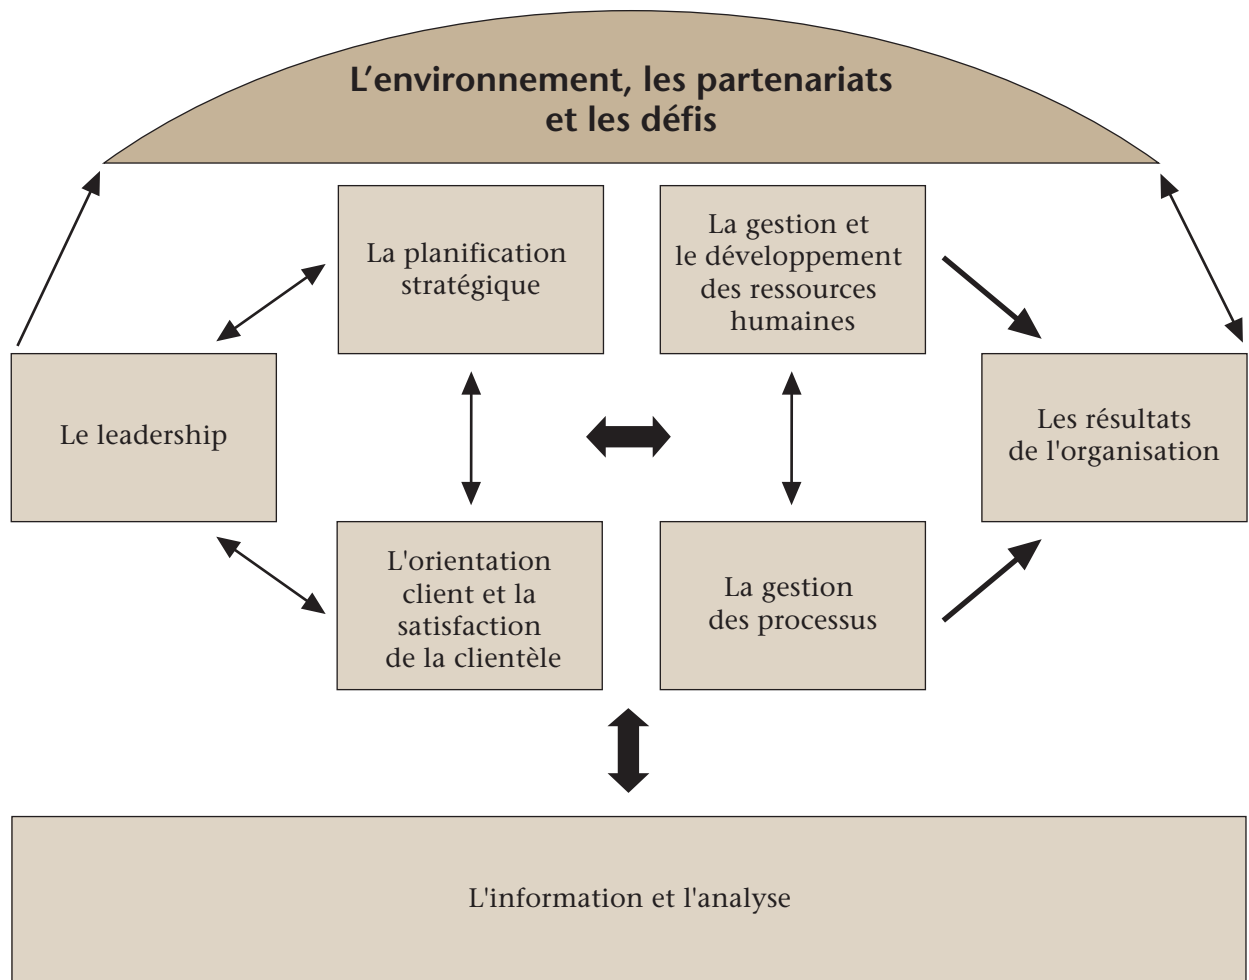 L’environnement, les partenariats
et les défis
La planification
stratégique
La gestion et
le développement
des ressources
humaines
Le leadership
Les résultats
de l'organisation
L'orientation
client et la
satisfaction
de la clientèle
La gestion
des processus
L'information et l'analyse